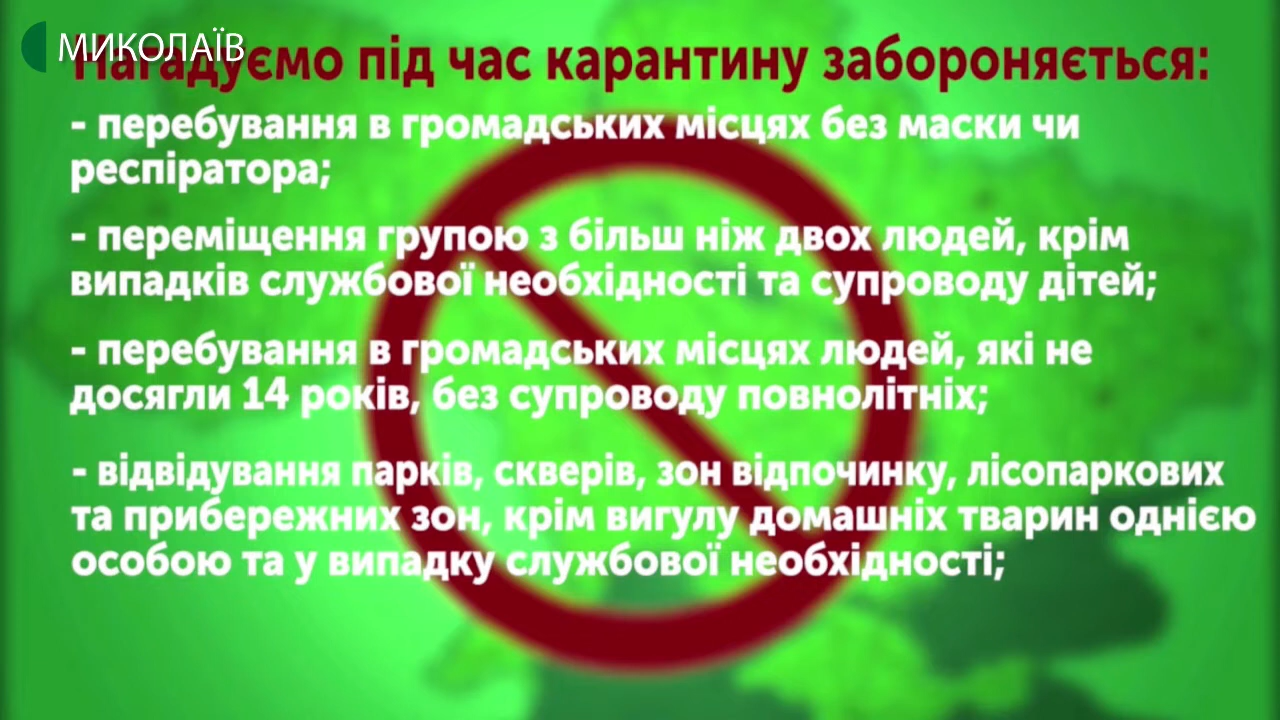 МИКОЛАЇВ
Нагадуємо під час карантину забороняється:
- перебування в громадських місцях без маски чи
респіратора;
- переміщення групою з більш ніж двох людей, крім
випадків службової необхідності та супроводу дітей;
- перебування в громадських місцях людей, які не
досягли 14 років, без супроводу повнолітніх;
- відвідування парків, скверів, зон відпочинку, лісопаркових
та прибережних зон, крім вигулу домашніх тварин однією
особою та у випадку службової необхідності;